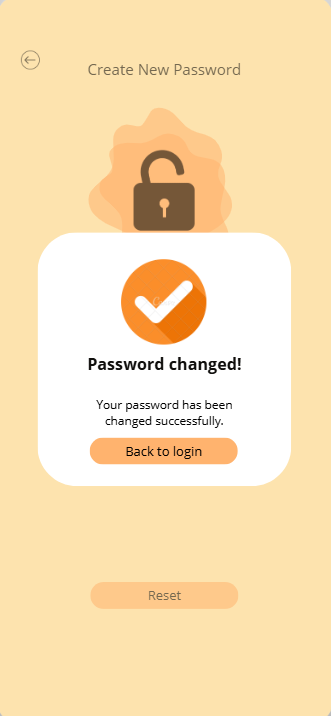 Create New Password
Password changed!
Your password has been
changed successfully.
Back to login
Reset